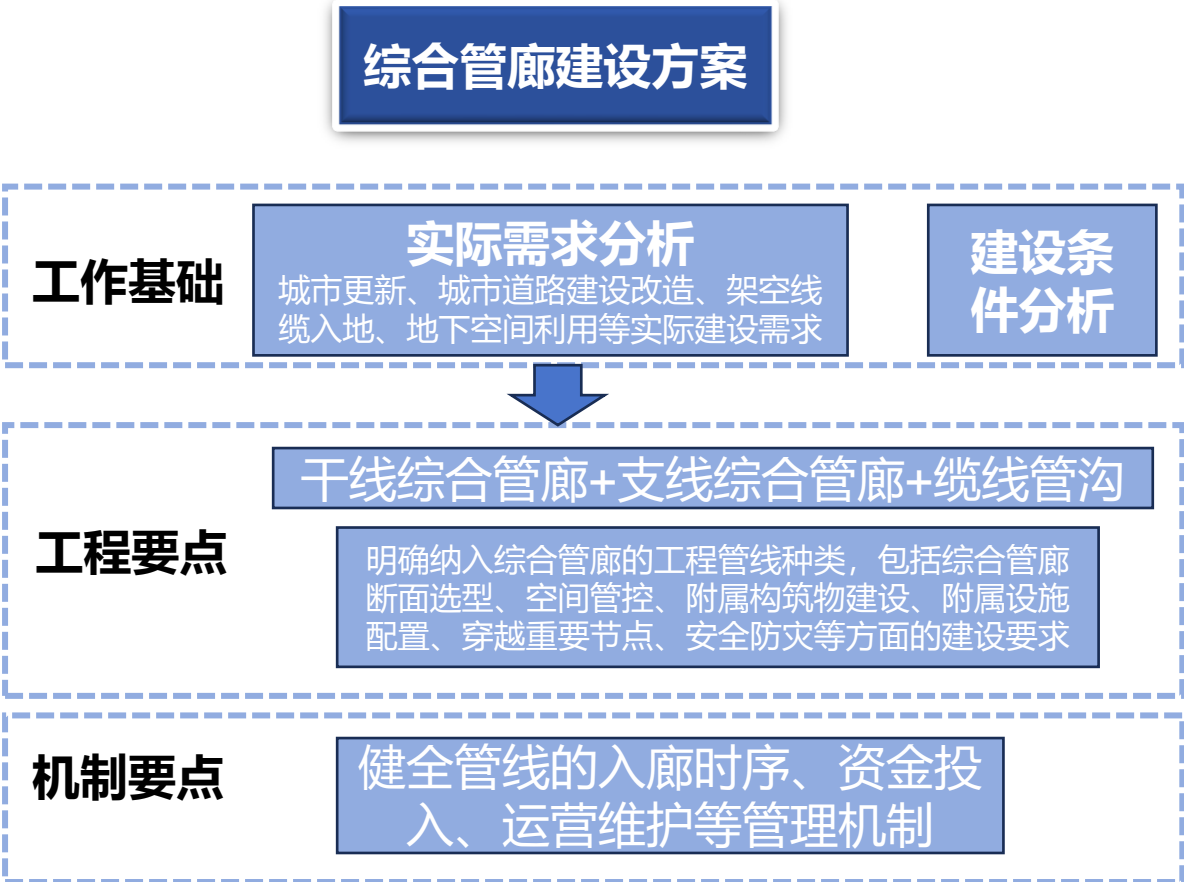 综合管廊建设方案
工作基础
实际需求分析
城市更新、城市道路建设改造、架空线
缆入地、地下空间利用等实际建设需求
建设条
件分析
工程要点
干线综合管廊+支线综合管廊+缆线管沟
明确纳入综合管廊的工程管线种类，包括综合管廊
断面选型、空间管控、附属构筑物建设、附属设施
配置、穿越重要节点、安全防灾等方面的建设要求
机制要点
健全管线的入廊时序、资金投
入、运营维护等管理机制